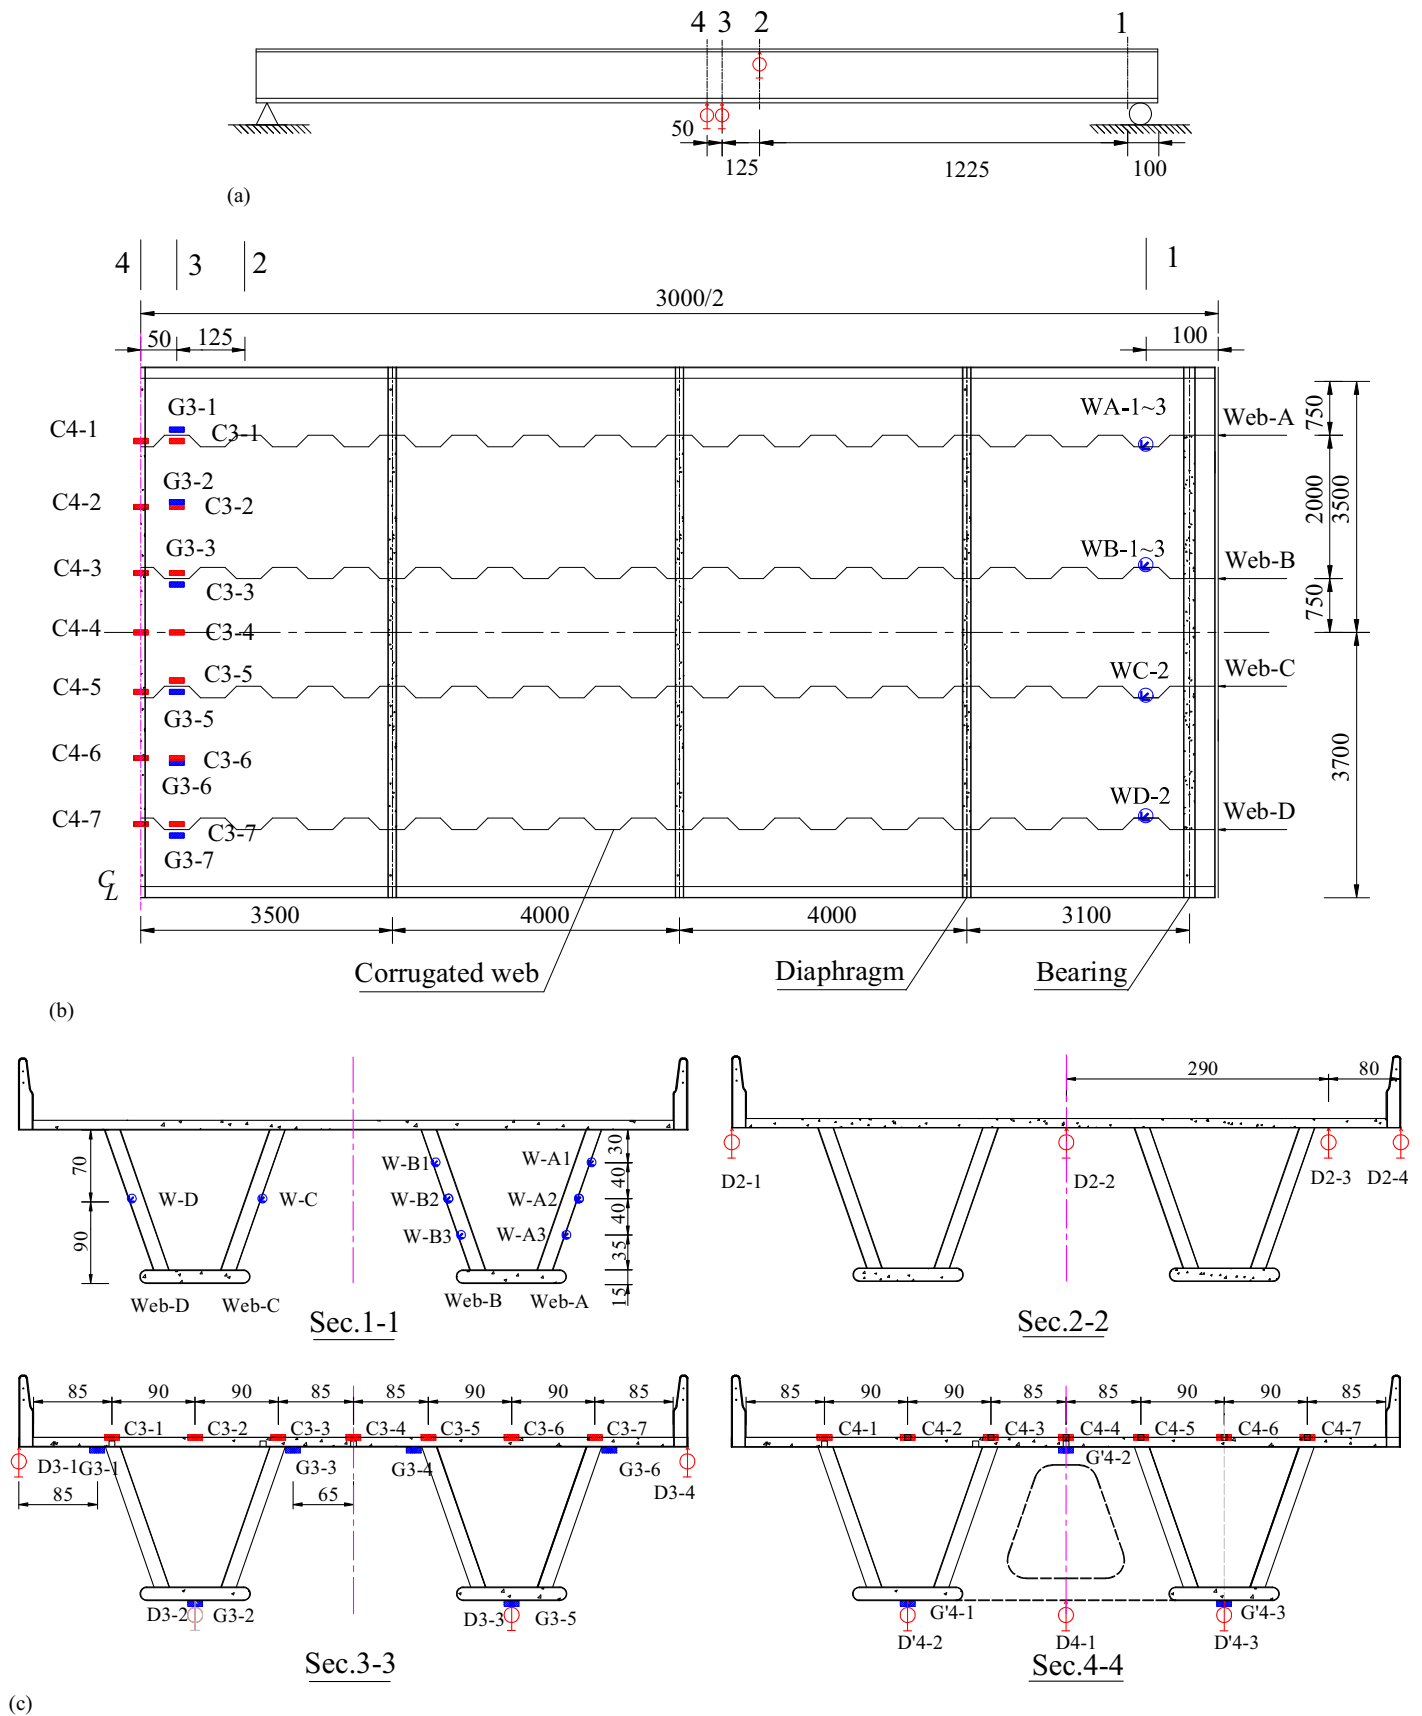 4 3 2 1
50
125 1225 100
(a)
4 3 2 1
3000/2
50 125 100
G3-1
C4-1 C3-1 WA-1~3 Web-A 750
G3-2
C4-2 C3-2 2000 3500
G3-3
C4-3 WB-1~3 Web-B
C3-3 750
C4-4 C3-4
C3-5 Web-C
C4-5 WC-2
G3-5
C4-6 C3-6 3700
G3-6
WD-2
C4-7 C3-7 Web-D
G3-7
CL
3500 4000 4000 3100
Corrugated web Diaphragm Bearing
(b)
70 W-B1 W-A1 30
40
W-D W-C W-B2 W-A2
40
90 W-B3 W-A3 35
15
Web-D Web-C Web-B Web-A
Sec.1-1
290 80
D2-1 D2-2 D2-3 D2-4
Sec.2-2
85 90 90 85 85 90 90 85
C3-1 C3-2 C3-3 C3-4 C3-5 C3-6 C3-7
D3-1 G3-1 G3-3 G3-4 G3-6
D3-4
85 65
D3-2 G3-2 D3-3 G3-5
Sec.3-3
85 90 90 85 85 90 90 85
C4-1 C4-2 C4-3 C4-4 C4-5 C4-6 C4-7
G'4-2
G'4-1 G'4-3
D'4-2 D4-1 D'4-3
Sec.4-4
(c)